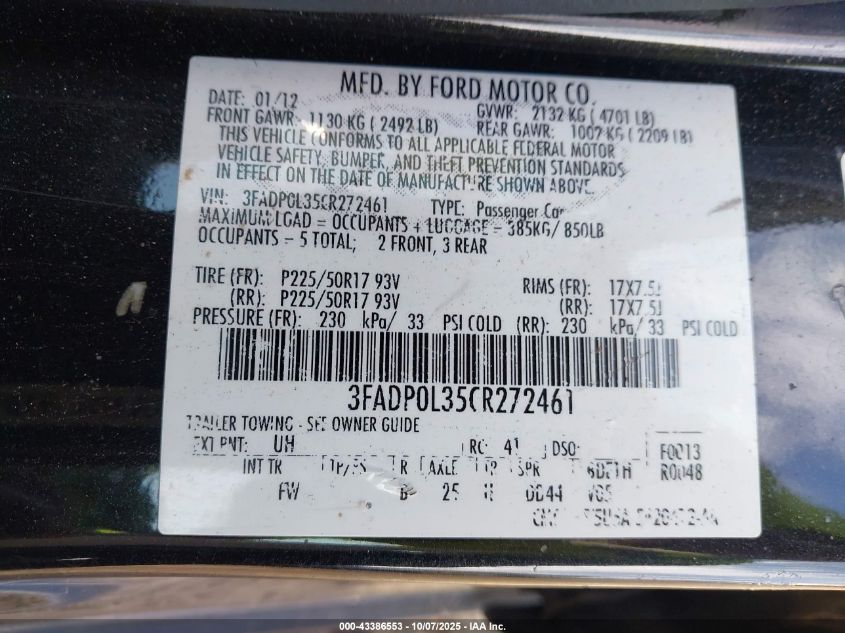 MFD. BY FORD MOTOR CO.
DATE: 01/12 GVWR: 2132 KG ( 4701 LB)
FRONT GAWR: 1130 KG ( 2492 LB) REAR GAWR: 1002 KG ( 2209 LB)
THIS VEHICLE CONFORMS TO ALL APPLICABLE FEDERAL MOTOR
VEHICLE SAFETY, BUMPER, AND THEFT PREVENTION STANDARDS
IN EFFECT ON THE DATE OF MANUFACTURE SHOWN ABOVE.
VIN: 3FADP0L35CR272461 TYPE: Passenger Car
MAXIMUM LOAD = OCCUPANTS + LUGGAGE = 385KG/ 850LB
OCCUPANTS = 5 TOTAL; 2 FRONT, 3 REAR
TIRE (FR): P225/50R17 93V RIMS (FR): 17X7.5J
(RR): P225/50R17 93V (RR): 17X7.5J
PRESSURE (FR): 230 kPa/ 33 PSI COLD (RR): 230 kPa/ 33 PSI COLD
3FADP0L35CR272461
TRAILER TOWING - SEE OWNER GUIDE
EXT PNT: UH RC: 41 DSO: F0013
INT TR TP/PS R AXLE TR SPR R0048
FW 25 DD44
000-43386553 - 10/07/2025 - IAA Inc.